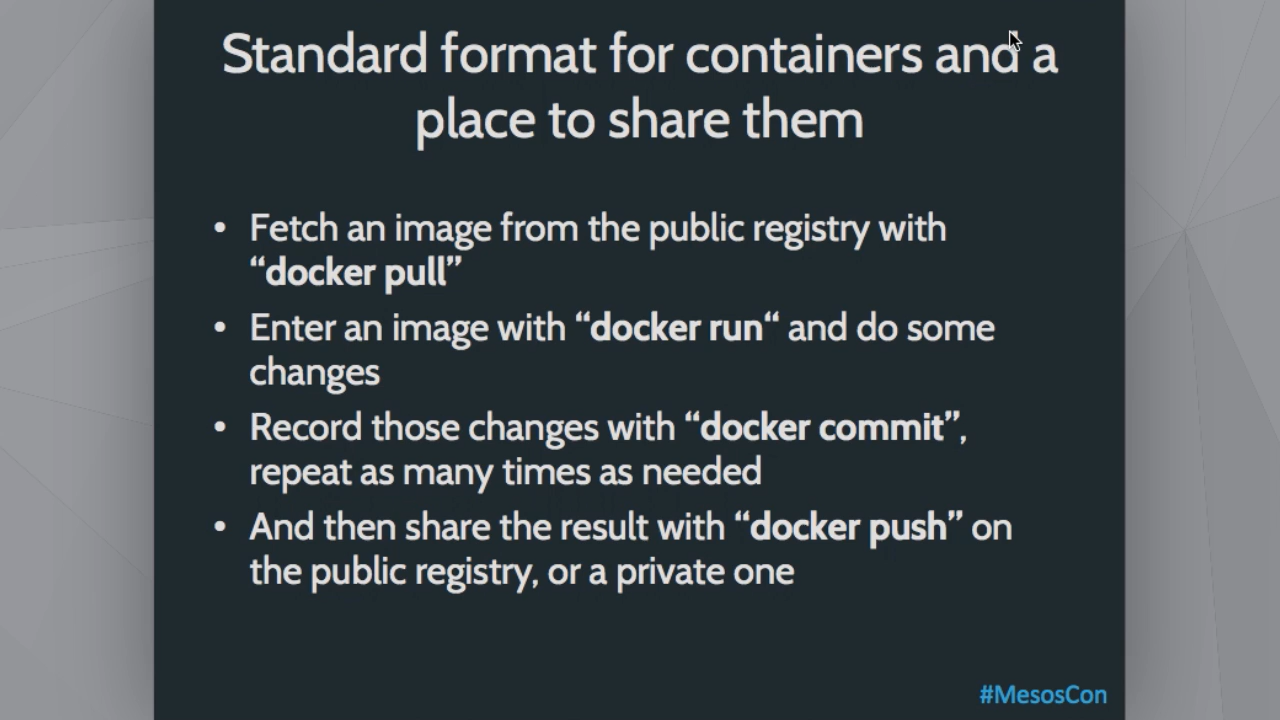 Standard format for containers and a
place to share them
• Fetch an image from the public registry with
“docker pull”
• Enter an image with “docker run“ and do some
changes
• Record those changes with “docker commit”,
repeat as many times as needed
• And then share the result with “docker push” on
the public registry, or a private one
#MesosCon